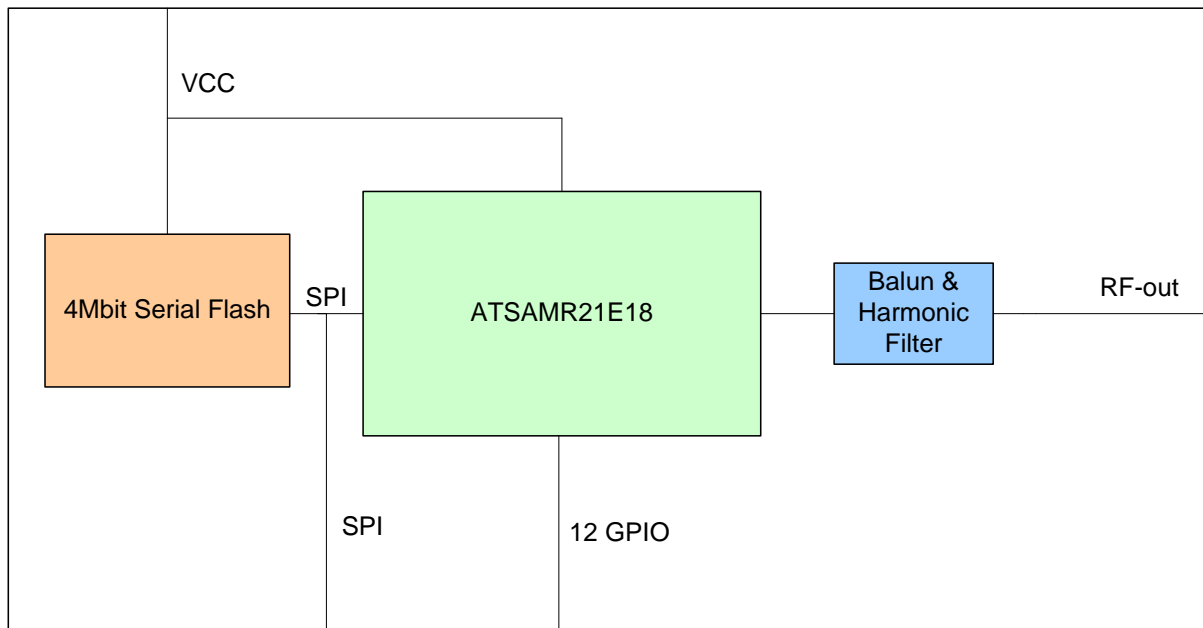 VCC
4Mbit Serial Flash
SPI
ATSAMR21E18
Balun &
Harmonic
Filter
RF-out
SPI
12 GPIO